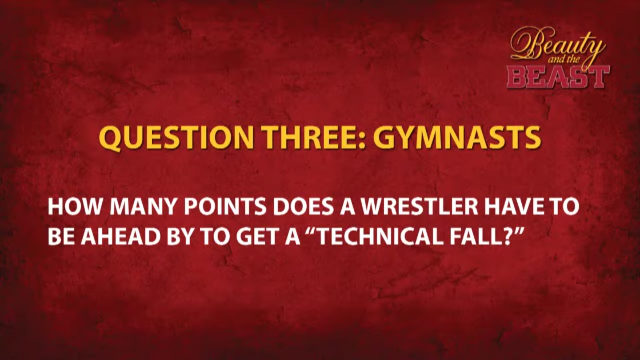 Beauty
and the
BEAST
QUESTION THREE: GYMNASTS
HOW MANY POINTS DOES A WRESTLER HAVE TO
BE AHEAD BY TO GET A “TECHNICAL FALL?”